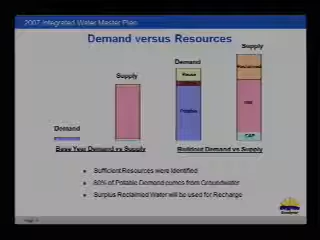 2007 Integrated Water Master Plan
Demand versus Resources
Supply
Demand
Reclaimed
Reuse
Supply
Potable
Demand
CAP
Base Year Demand vs Supply
Buildout Demand vs Supply
Sufficient Resources were Identified
80% of Potable Demand comes from Groundwater
Surplus Reclaimed Water will be used for Recharge